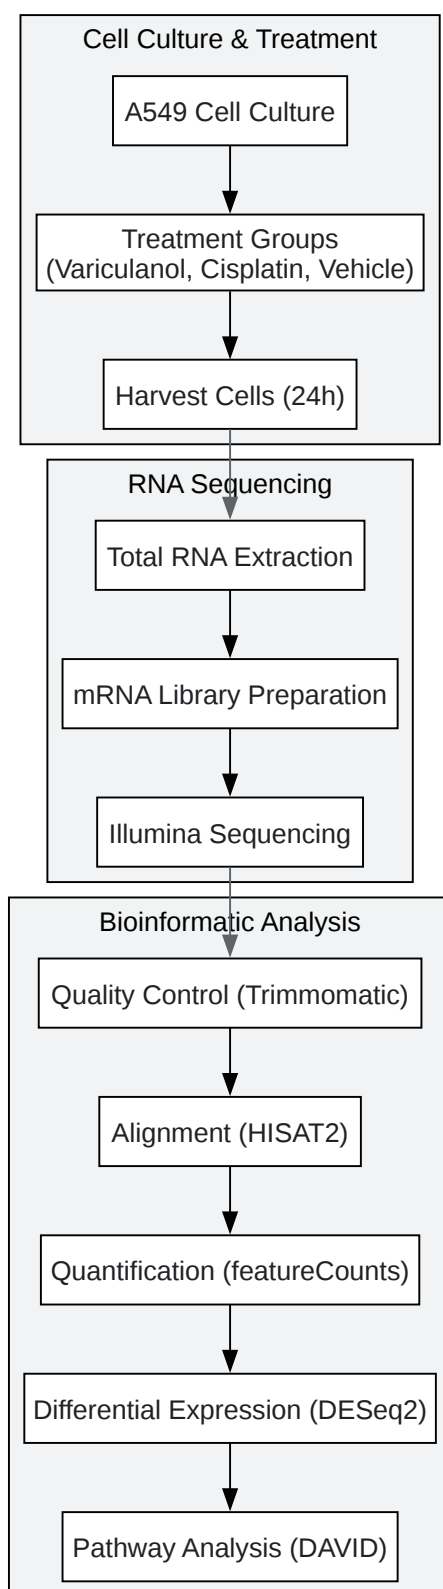 Cell Culture & Treatment
A549 Cell Culture
Treatment Groups
(Variculanol, Cisplatin, Vehicle)
Harvest Cells (24h)
RNA Sequencing
Total RNA Extraction
mRNA Library Preparation
Illumina Sequencing
Bioinformatic Analysis
Quality Control (Trimmomatic)
Alignment (HISAT2)
Quantification (featureCounts)
Differential Expression (DESeq2)
Pathway Analysis (DAVID)